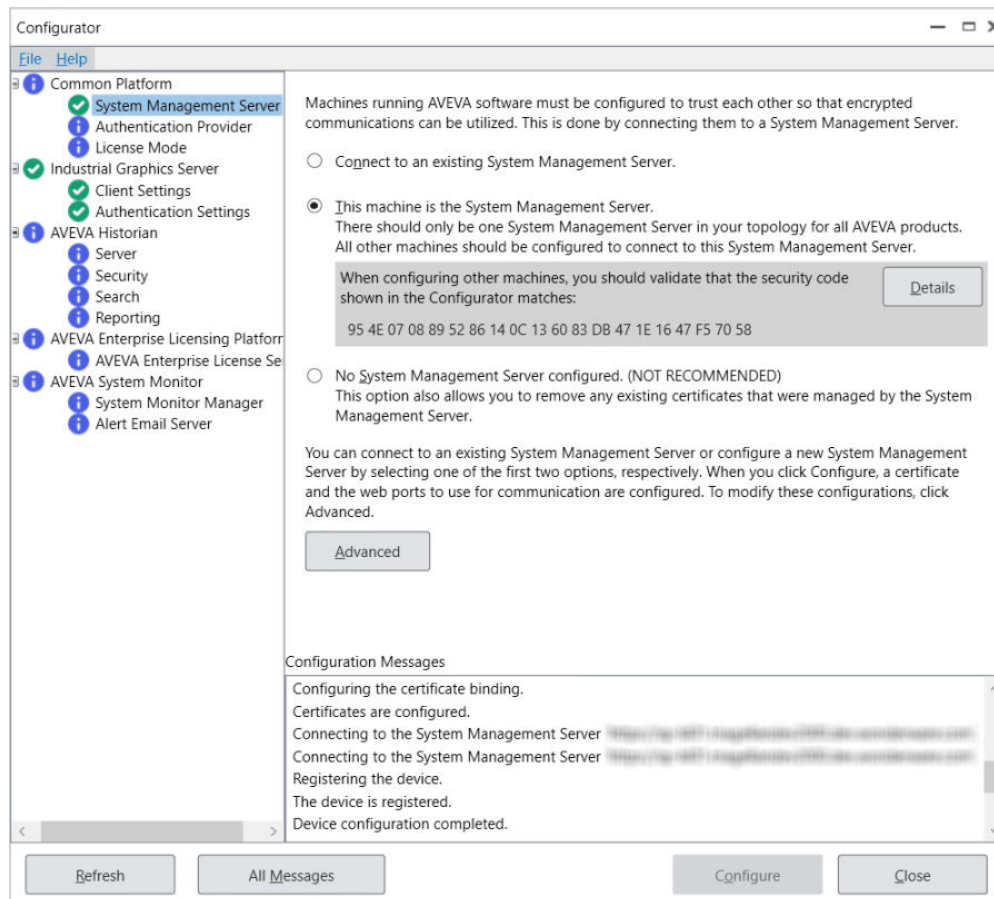 Configurator
File Help
Common Platform
System Management Server
Authentication Provider
License Mode
Industrial Graphics Server
Client Settings
Authentication Settings
AVEVA Historian
Server
Security
Search
Reporting
AVEVA Enterprise Licensing Platforr
AVEVA Enterprise License Se
AVEVA System Monitor
System Monitor Manager
Alert Email Server
Machines running AVEVA software must be configured to trust each other so that encrypted
communications can be utilized. This is done by connecting them to a System Management Server.
Connect to an existing System Management Server.
This machine is the System Management Server.
There should only be one System Management Server in your topology for all AVEVA products.
All other machines should be configured to connect to this System Management Server.
When configuring other machines, you should validate that the security code
shown in the Configurator matches:
Details
95 4E 07 08 89 52 86 14 0C 13 60 83 DB 47 1E 16 47 F5 70 58
No System Management Server configured. (NOT RECOMMENDED)
This option also allows you to remove any existing certificates that were managed by the System
Management Server.
You can connect to an existing System Management Server or configure a new System Management
Server by selecting one of the first two options, respectively. When you click Configure, a certificate
and the web ports to use for communication are configured. To modify these configurations, click
Advanced.
Advanced
Configuration Messages
Configuring the certificate binding.
Certificates are configured.
Connecting to the System Management Server
Connecting to the System Management Server
Registering the device.
The device is registered.
Device configuration completed.
Refresh All Messages Configure Close